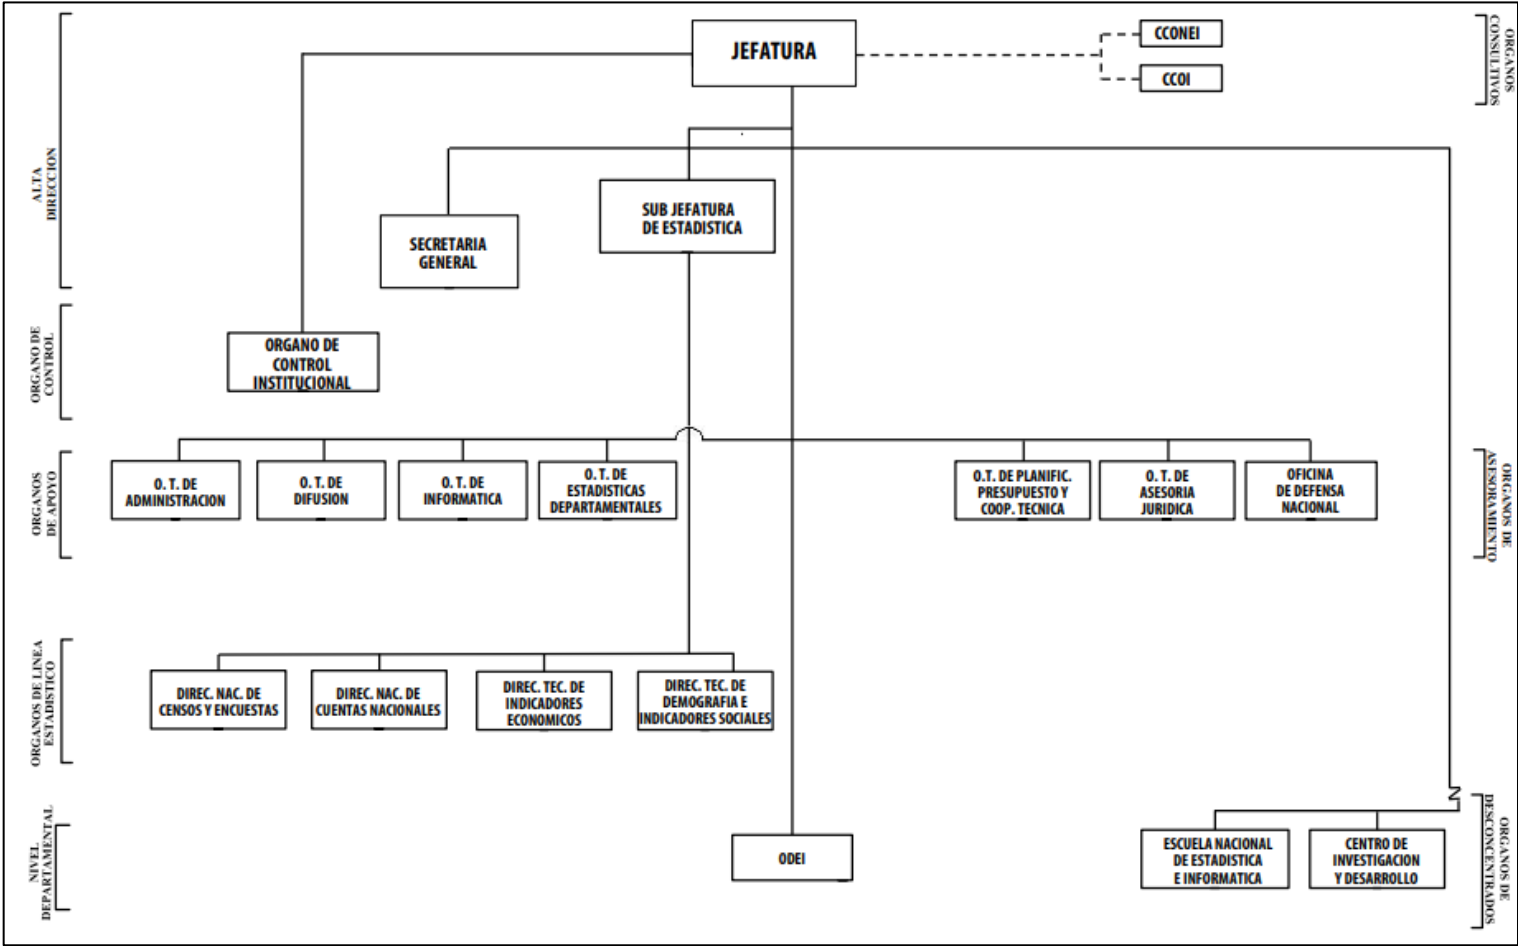 JEFATURA
CCONEI
CCOI
ORGANOS
CONSULTIVOS
ALTA
DIRECCION
SUB JEFATURA
DE ESTADISTICA
SECRETARIA
GENERAL
ORGANO DE
CONTROL
ORGANO DE
CONTROL
INSTITUCIONAL
ORGANOS
DE APOYO
O. T. DE
ADMINISTRACION
O. T. DE
DIFUSION
O. T. DE
INFORMATICA
O. T. DE
ESTADISTICAS
DEPARTAMENTALES
O.T. DE PLANIFIC.
PRESUPUESTO Y
COOP. TECNICA
O. T. DE
ASESORIA
JURIDICA
OFICINA
DE DEFENSA
NACIONAL
ORGANOS DE
ASESORAMIENTO
ORGANOS DE LINEA
ESTADISTICO
DIREC. NAC. DE
CENSOS Y ENCUESTAS
DIREC. NAC. DE
CUENTAS NACIONALES
DIREC. TEC. DE
INDICADORES
ECONOMICOS
DIREC. TEC. DE
DEMOGRAFIA E
INDICADORES SOCIALES
NIVEL
DEPARTAMENTAL
ODEI
ESCUELA NACIONAL
DE ESTADISTICA
E INFORMATICA
CENTRO DE
INVESTIGACION
Y DESARROLLO
ORGANOS DE
DESCONCENTRADOS